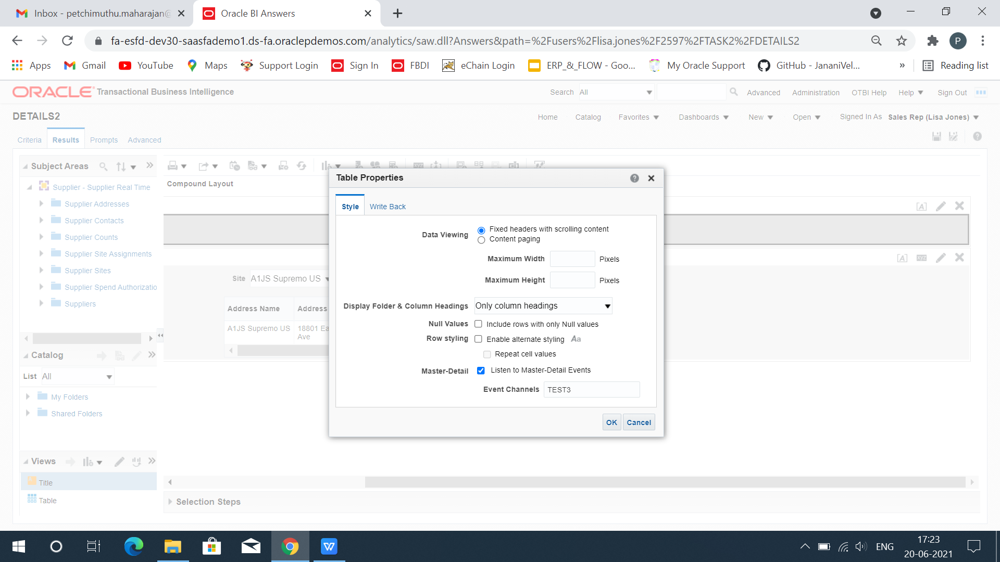 Inbox - petchimuthu.maharajan@
Oracle BI Answers
fa-esfd-dev30-saasfademo1.ds-fa.oraclepdemos.com/analytics/saw.dll?Answers&path=%2Fusers%2Flisa.jones%2F2597%2FTASK2%2FDETAILS2
P
Apps
Gmail
YouTube
Maps
Support Login
Sign In
FBDI
eChain Login
ERP_&_FLOW - Goo...
My Oracle Support
GitHub - JananiVel...
»
Reading list
ORACLE Transactional Business Intelligence
Search All
Advanced
Administration
OTBI Help
Help
Sign Out
DETAILS2
Home
Catalog
Favorites
Dashboards
New
Open
Signed In As Sales Rep (Lisa Jones)
Criteria
Results
Prompts
Advanced
Subject Areas
Supplier - Supplier Real Time
Supplier Addresses
Supplier Contacts
Supplier Counts
Supplier Site Assignments
Supplier Sites
Supplier Spend Authorizatio
Suppliers
Catalog
List All
My Folders
Shared Folders
Views
Title
Table
Compound Layout
Site A1JS Supremo US
Address Name
Address
A1JS Supremo US
18801 Ea
Ave
Selection Steps
Table Properties
Style
Write Back
Data Viewing
Fixed headers with scrolling content
Content paging
Maximum Width Pixels
Maximum Height Pixels
Display Folder & Column Headings Only column headings
Null Values Include rows with only Null values
Row styling Enable alternate styling Aa
Repeat cell values
Master-Detail Listen to Master-Detail Events
Event Channels TEST3
OK
Cancel
ENG
17:23
20-06-2021